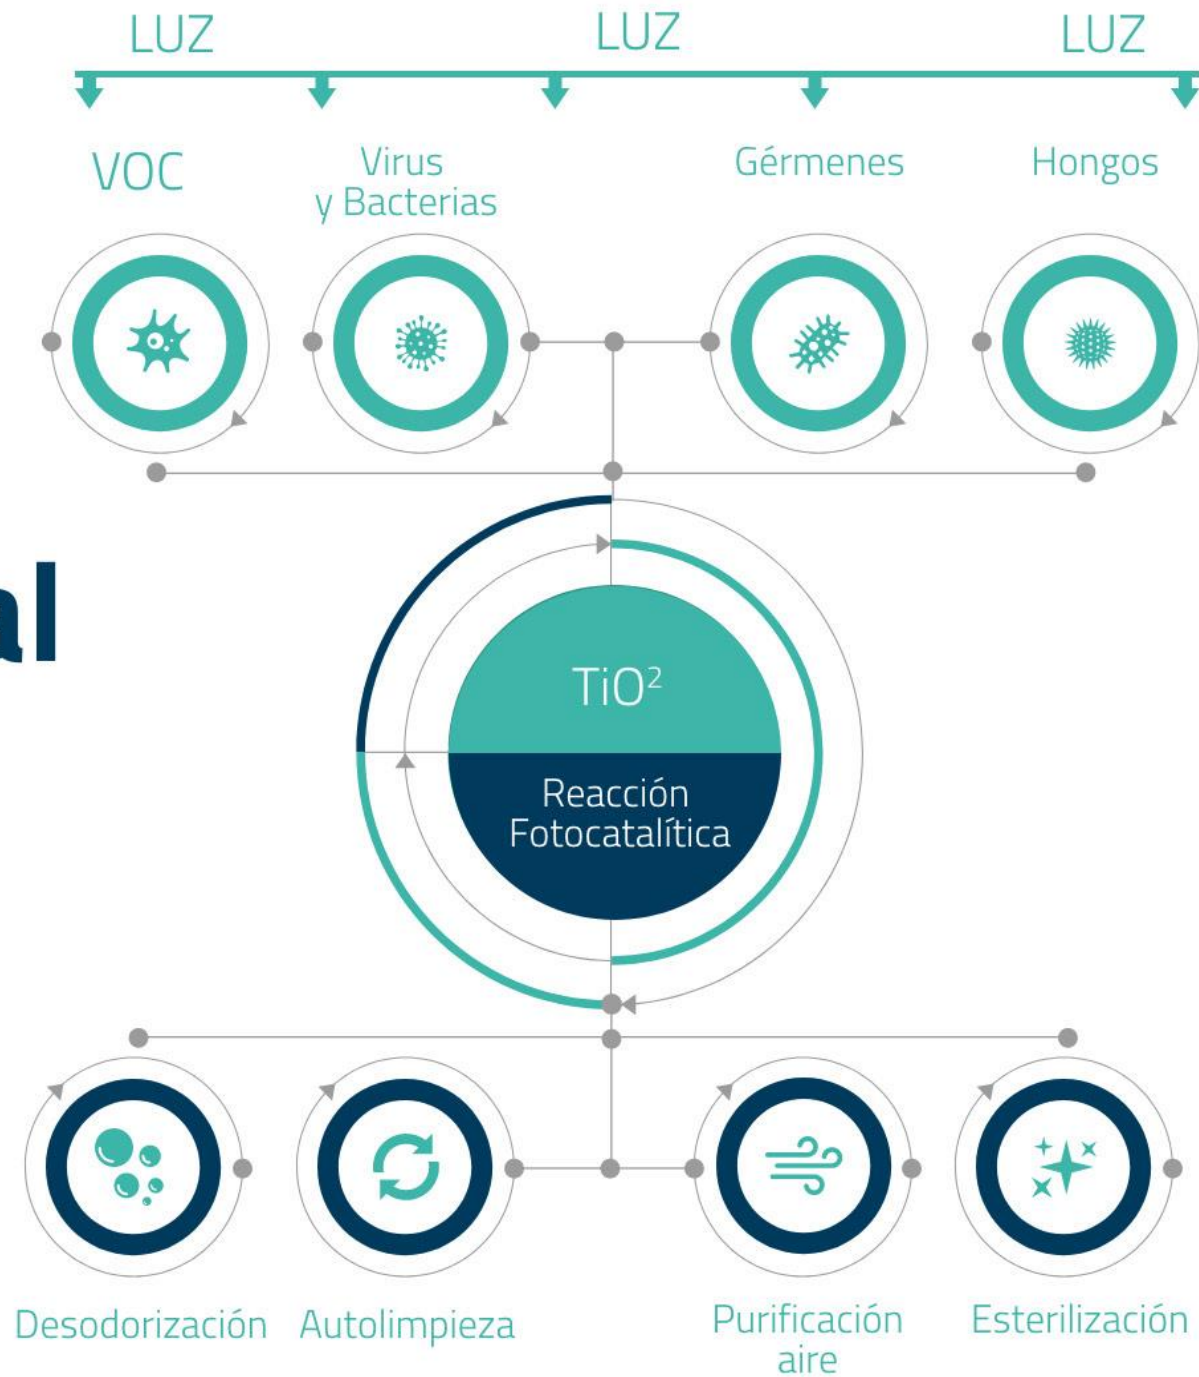 LUZ LUZ LUZ
VOC
Virus
y Bacterias
Gérmenes
Hongos
al
TiO²
Reacción
Fotocatalítica
Desodorización
Autolimpieza
Purificación
aire
Esterilización